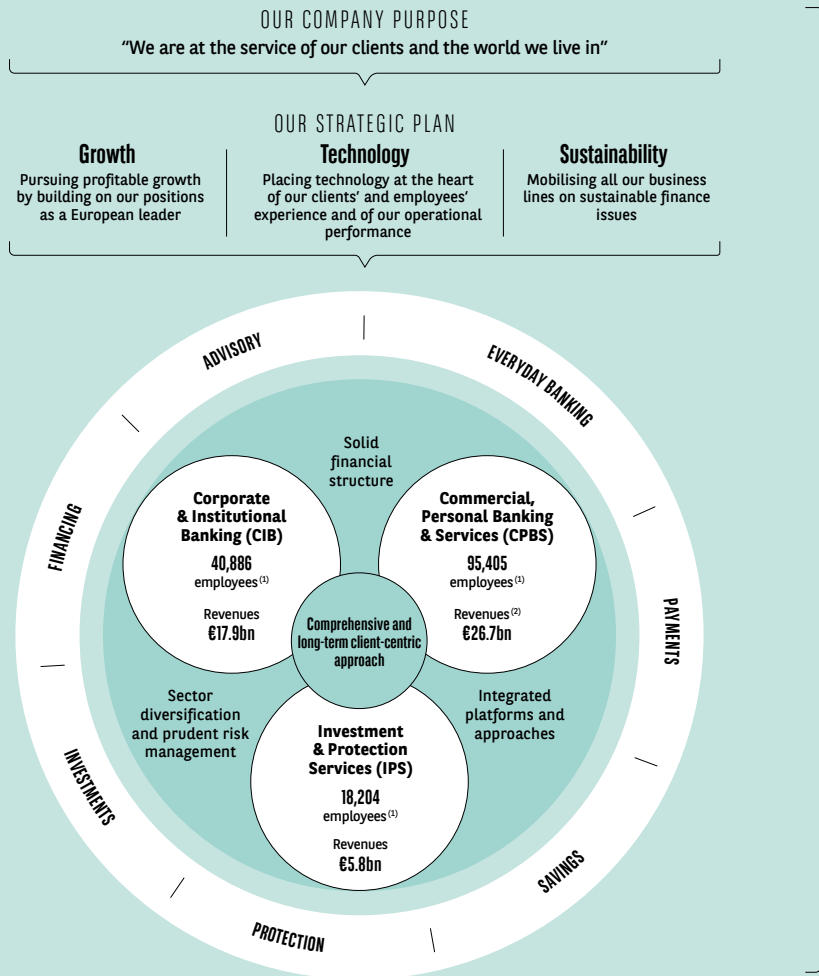 OUR COMPANY PURPOSE
“We are at the service of our clients and the world we live in”
OUR STRATEGIC PLAN
Growth
Pursuing profitable growth
by building on our positions
as a European leader
Technology
Placing technology at the heart
of our clients’ and employees’
experience and of our operational
performance
Sustainability
Mobilising all our business
lines on sustainable finance
issues
ADVISORY
EVERYDAY BANKING
PAYMENTS
SAVINGS
PROTECTION
INVESTMENTS
FINANCING
Solid
financial
structure
Corporate
& Institutional
Banking (CIB)
40,886
employees (1)
Revenues
€17.9bn
Commercial,
Personal Banking
& Services (CPBS)
95,405
employees (1)
Revenues (2)
€26.7bn
Comprehensive and
long-term client-centric
approach
Sector
diversification
and prudent risk
management
Integrated
platforms and
approaches
Investment
& Protection
Services (IPS)
18,204
employees (1)
Revenues
€5.8bn